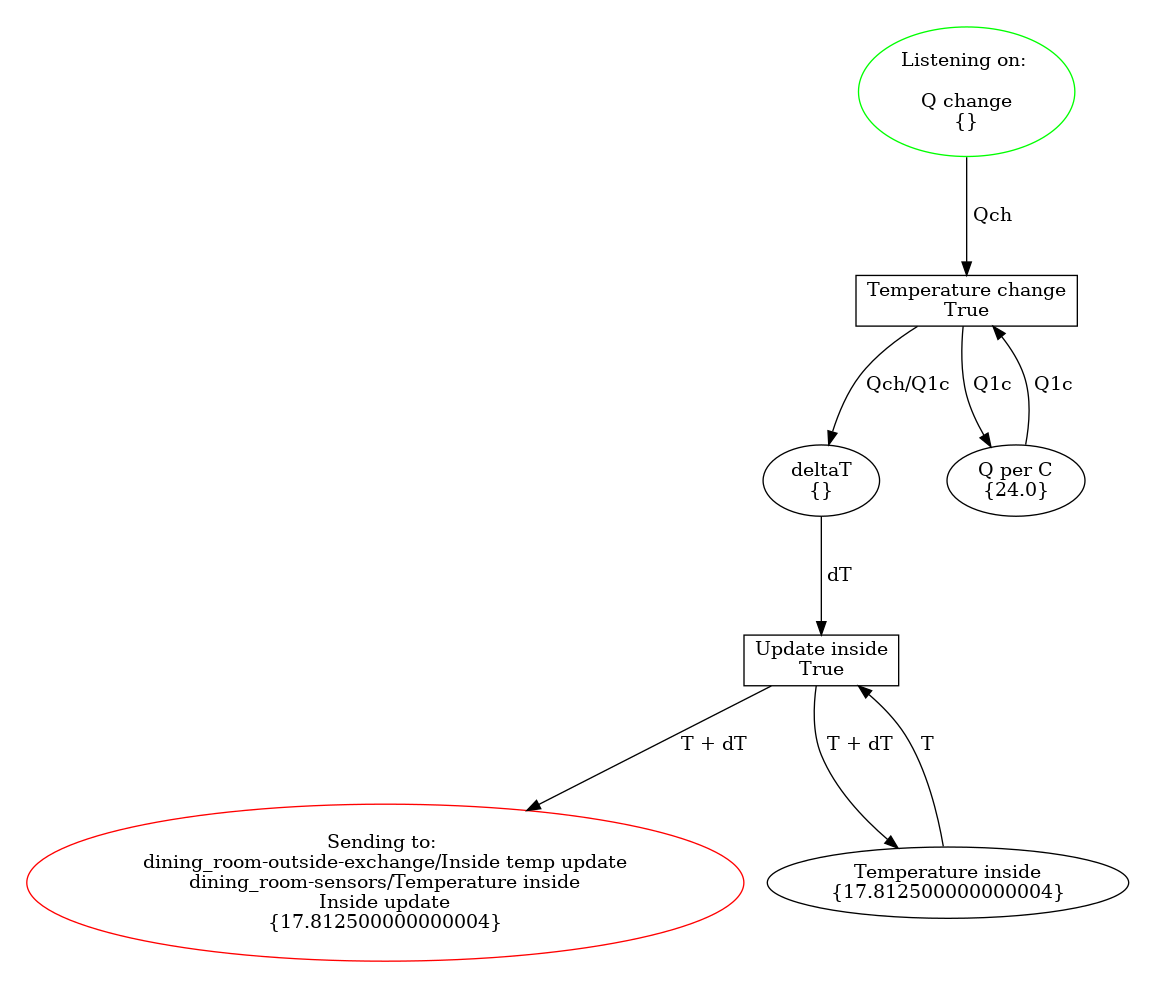 Listening on:
Q change
{}
Qch
Temperature change
True
Qch/Q1c
Q1c
Q1c
deltaT
{}
Q per C
{24.0}
dT
Update inside
True
T + dT
T + dT
T
Sending to:
dining_room-outside-exchange/Inside temp update
dining_room-sensors/Temperature inside
Inside update
{17.812500000000004}
Temperature inside
{17.812500000000004}